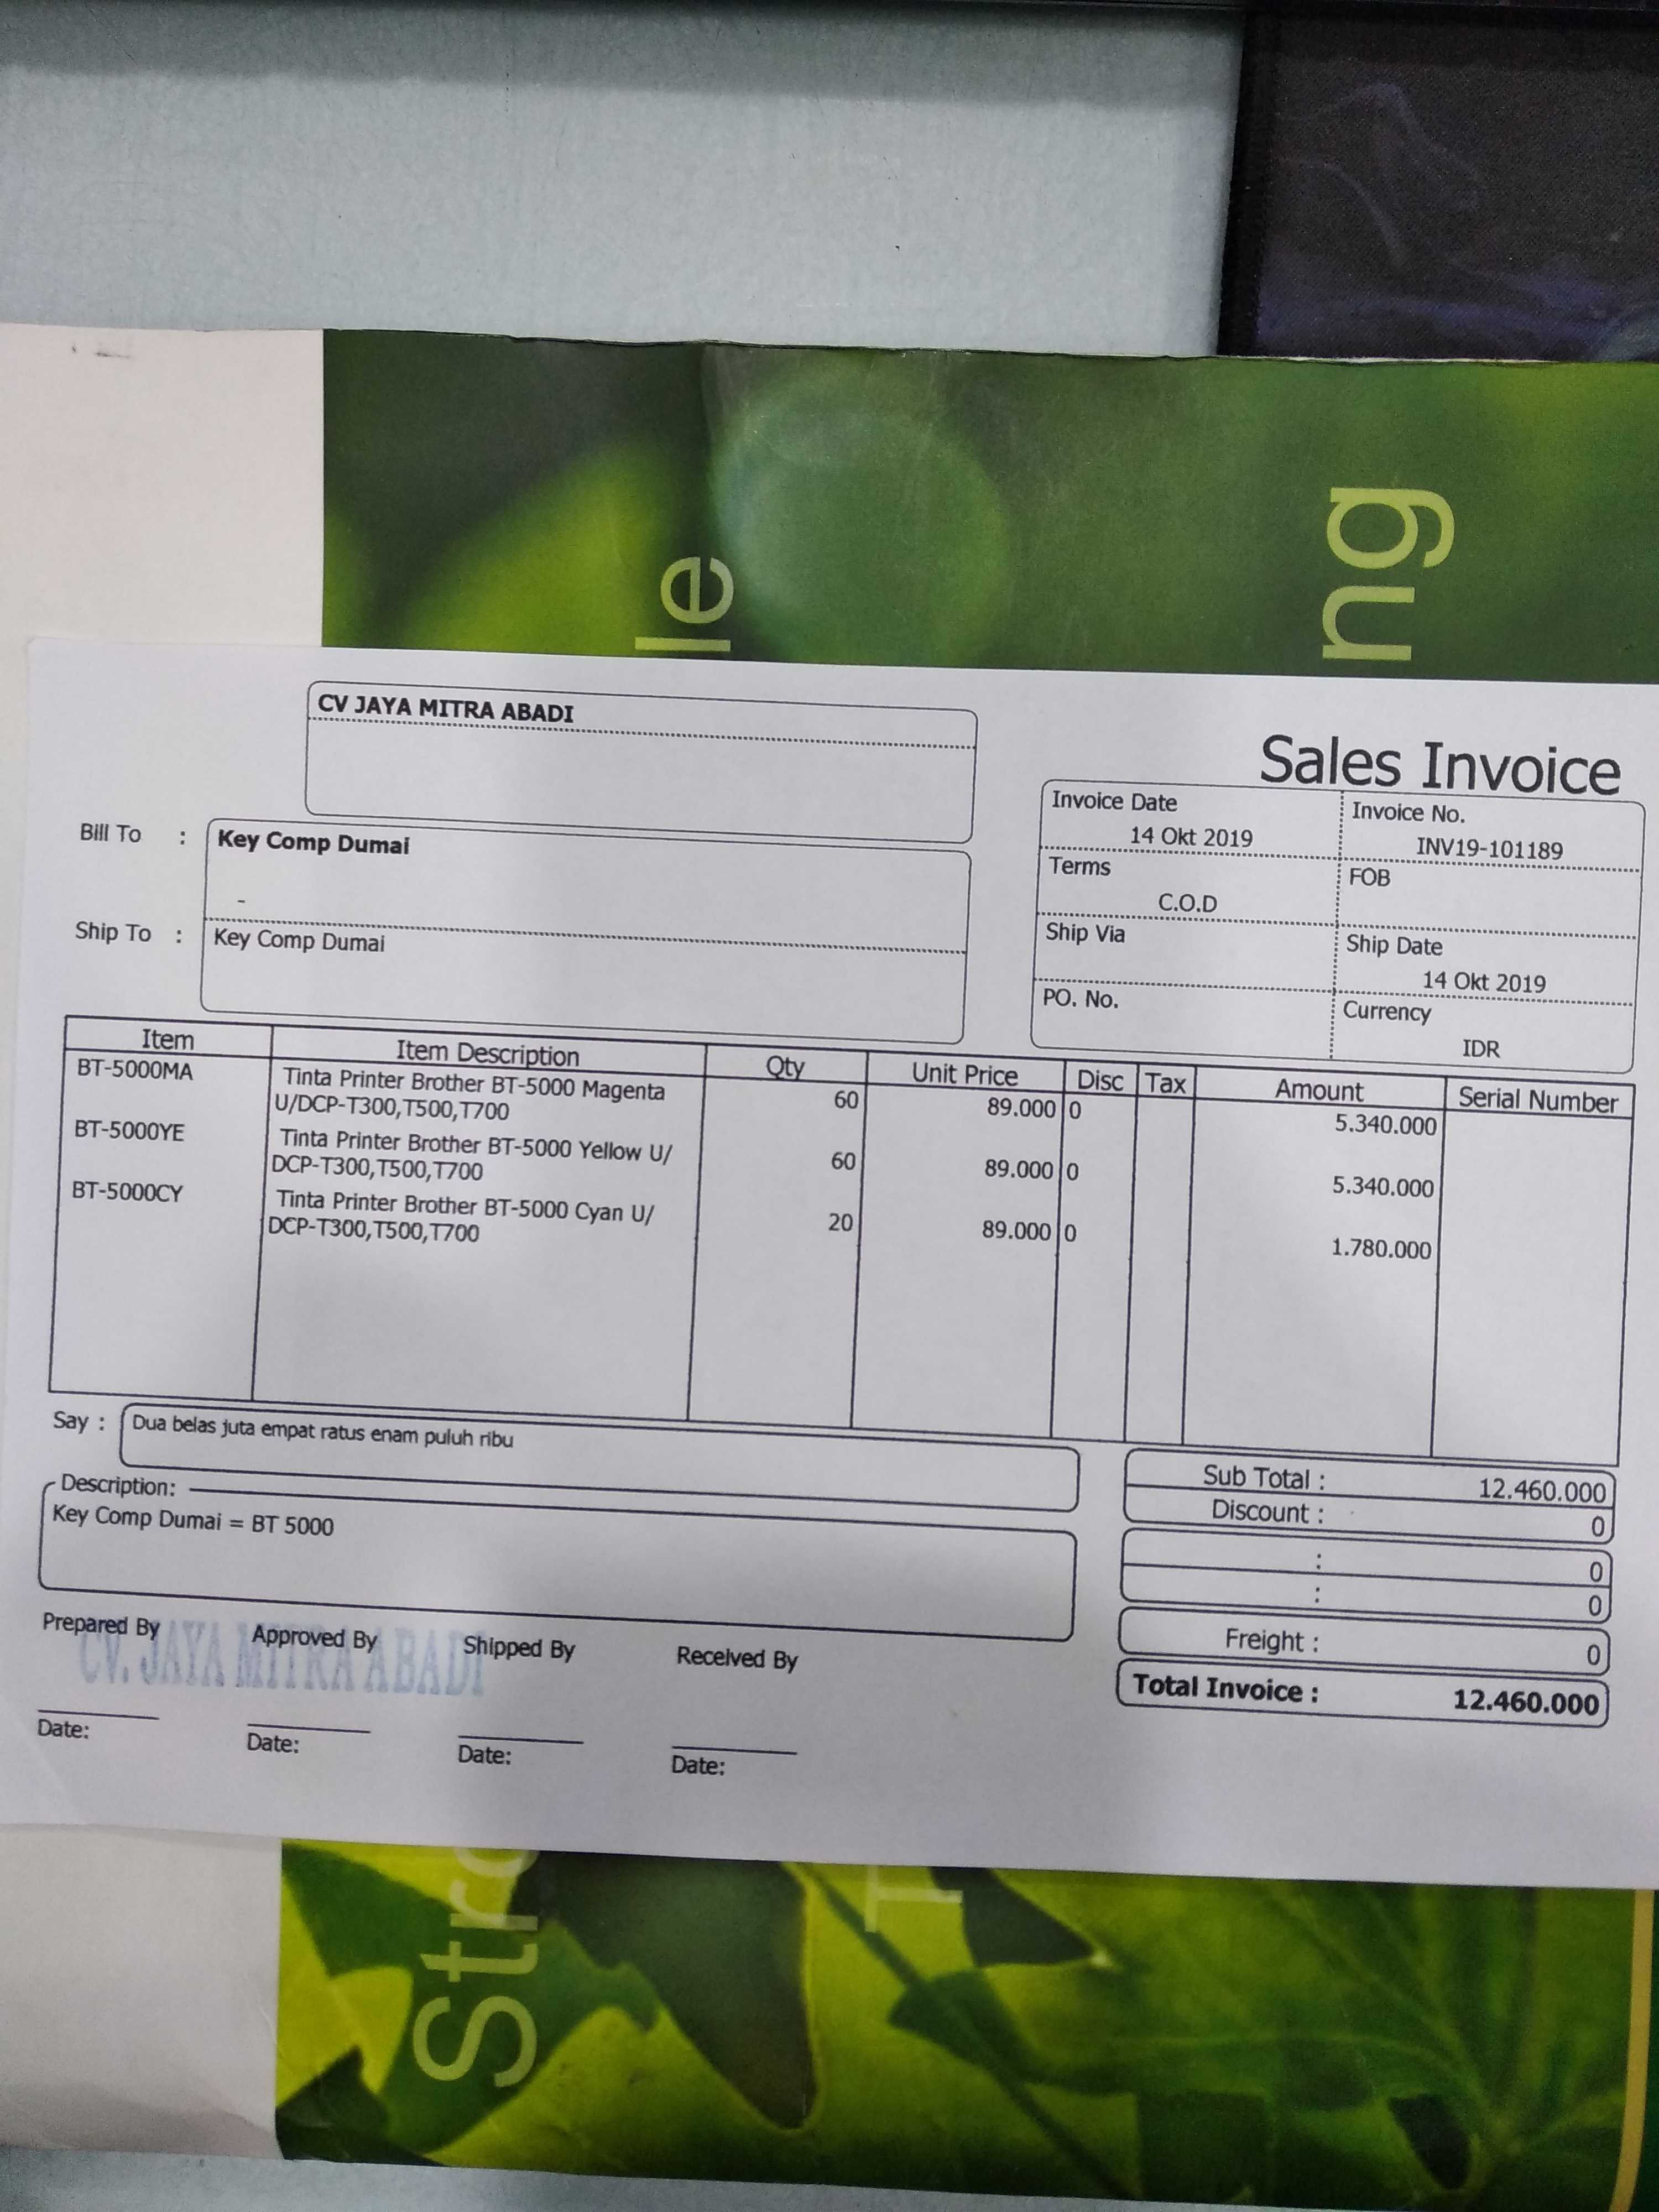 le
ng
CV JAYA MITRA ABADI
Sales Invoice
Bill To : Key Comp Dumai
-
Ship To : Key Comp Dumai
Invoice Date
14 Okt 2019
Invoice No.
INV19-101189
Terms
C.O.D
FOB
Ship Via
Ship Date
14 Okt 2019
PO. No.
Currency
IDR
Item Item Description Qty Unit Price Disc Tax Amount Serial Number
BT-5000MA Tinta Printer Brother BT-5000 Magenta 60 89.000 0 5.340.000
U/DCP-T300,T500,T700
BT-5000YE Tinta Printer Brother BT-5000 Yellow U/ 60 89.000 0 5.340.000
DCP-T300,T500,T700
BT-5000CY Tinta Printer Brother BT-5000 Cyan U/ 20 89.000 0 1.780.000
DCP-T300,T500,T700
Say : Dua belas juta empat ratus enam puluh ribu
Description:
Key Comp Dumai = BT 5000
Sub Total : 12.460.000
Discount : 0
: 0
: 0
Freight : 0
Total Invoice : 12.460.000
Prepared By Approved By Shipped By Received By
CV. JAYA MITRA ABADI
Date: Date: Date: Date:
Str
T